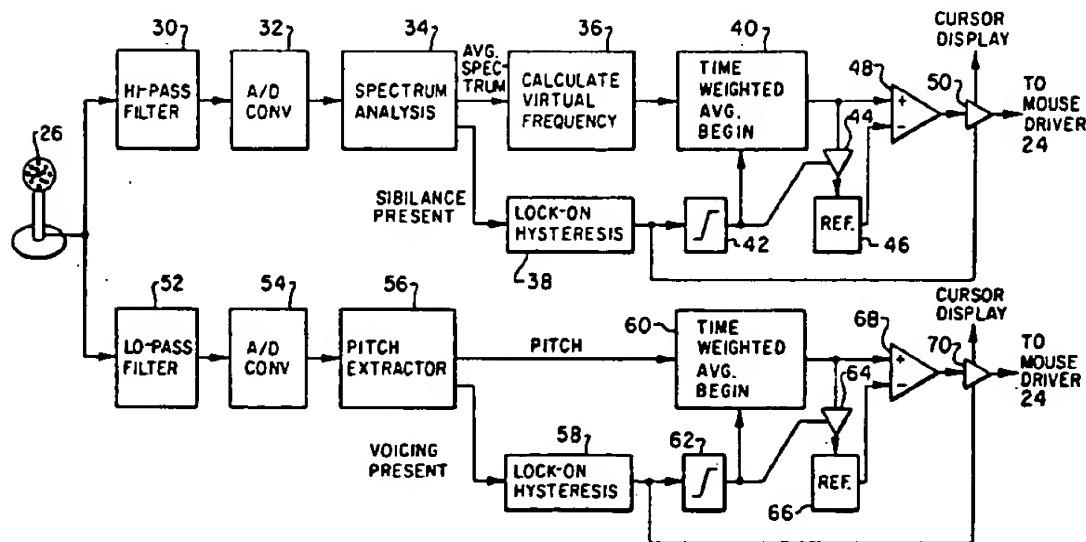 30
32
34
36
40
CURSOR
DISPLAY
48
50
TO
MOUSE
DRIVER
24
HI-PASS
FILTER
A/D
CONV
SPECTRUM
ANALYSIS
AVG.
SPEC-
TRUM
CALCULATE
VIRTUAL
FREQUENCY
TIME
WEIGHTED
AVG.
BEGIN
+
−
44
26
SIBILANCE
PRESENT
LOCK-ON
HYSTERESIS
38
42
REF.
46
52
54
56
LO-PASS
FILTER
A/D
CONV
PITCH
EXTRACTOR
PITCH
60
TIME
WEIGHTED
AVG.
BEGIN
68
+
−
64
CURSOR
DISPLAY
70
TO
MOUSE
DRIVER
24
VOICING
PRESENT
58
LOCK-ON
HYSTERESIS
62
REF.
66